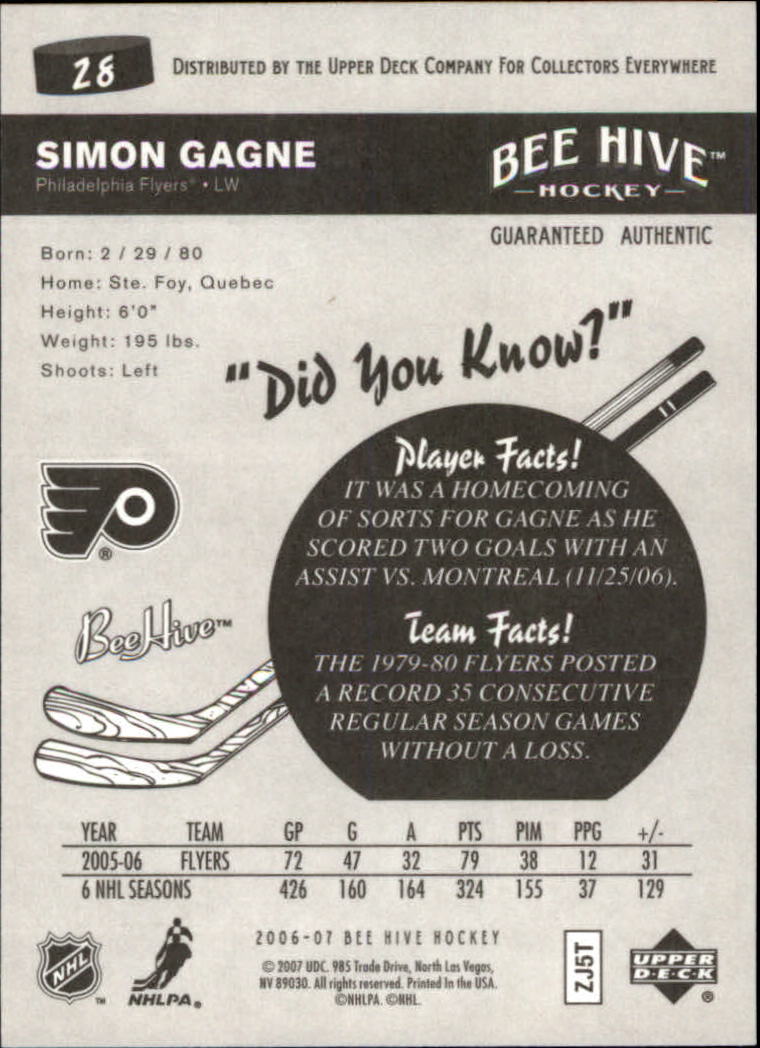 28
DISTRIBUTED BY THE UPPER DECK COMPANY FOR COLLECTORS EVERYWHERE
SIMON GAGNE
Philadelphia Flyers® • LW
BEE HIVE™
HOCKEY
GUARANTEED AUTHENTIC
Born: 2 / 29 / 80
Home: Ste. Foy, Quebec
Height: 6'0"
Weight: 195 lbs.
Shoots: Left
"Did You Know?"
Player Facts!
IT WAS A HOMECOMING
OF SORTS FOR GAGNE AS HE
SCORED TWO GOALS WITH AN
ASSIST VS. MONTREAL (11/25/06).
®
BeeHive™
Team Facts!
THE 1979-80 FLYERS POSTED
A RECORD 35 CONSECUTIVE
REGULAR SEASON GAMES
WITHOUT A LOSS.
YEAR TEAM GP G A PTS PIM PPG +/-
2005-06 FLYERS 72 47 32 79 38 12 31
6 NHL SEASONS 426 160 164 324 155 37 129
NHL ™
NHLPA®
2006-07 BEE HIVE HOCKEY
© 2007 UDC. 985 Trade Drive, North Las Vegas,
NV 89030. All rights reserved. Printed In the USA.
©NHLPA. ©NHL.
ZJ5T
UPPER
D·E·C·K
®